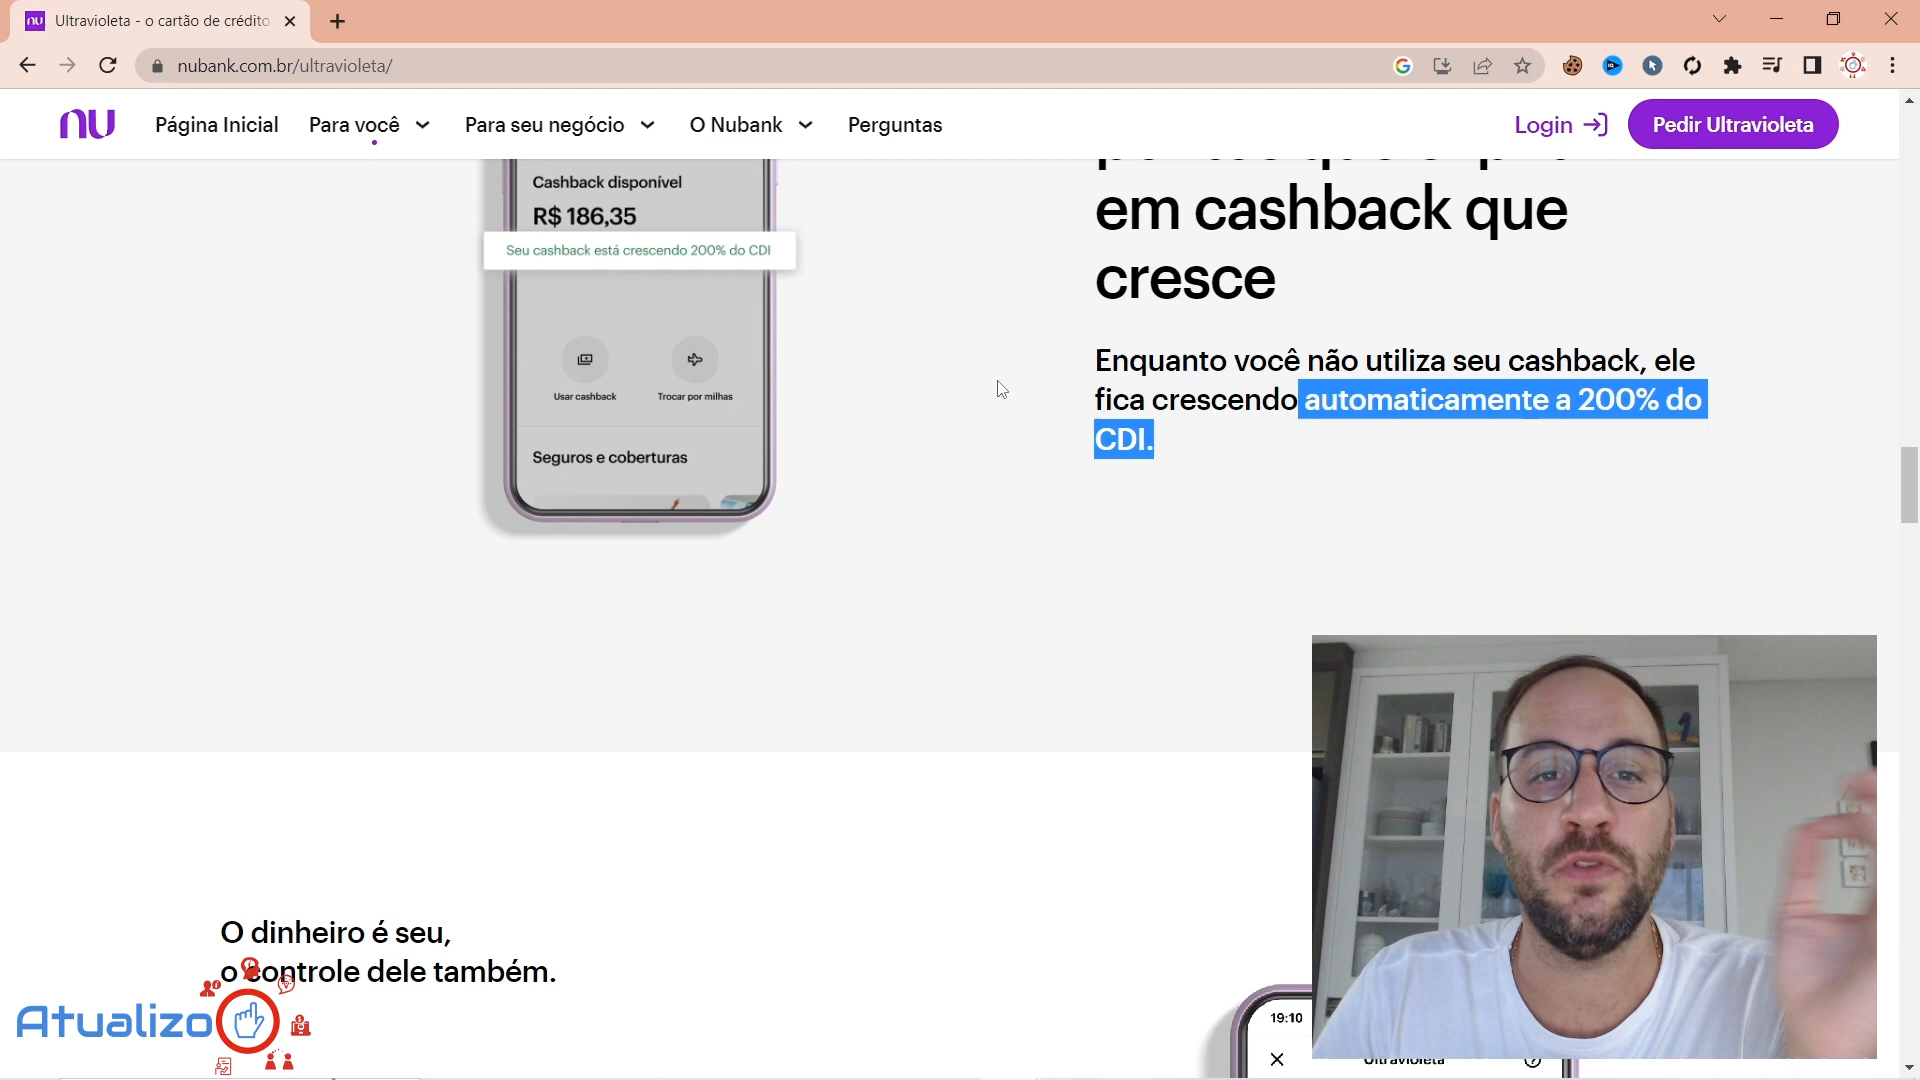 Ultravioleta - o cartão de crédito
nubank.com.br/ultravioleta/
nu
Página Inicial
Para você
Para seu negócio
O Nubank
Perguntas
Login
Pedir Ultravioleta
Cashback disponível
R$ 186,35
Seu cashback está crescendo 200% do CDI
Usar cashback
Trocar por milhas
Seguros e coberturas
em cashback que
cresce
Enquanto você não utiliza seu cashback, ele
fica crescendo automaticamente a 200% do
CDI.
O dinheiro é seu,
o controle dele também.
Atualizo
19:10
Ultravioleta